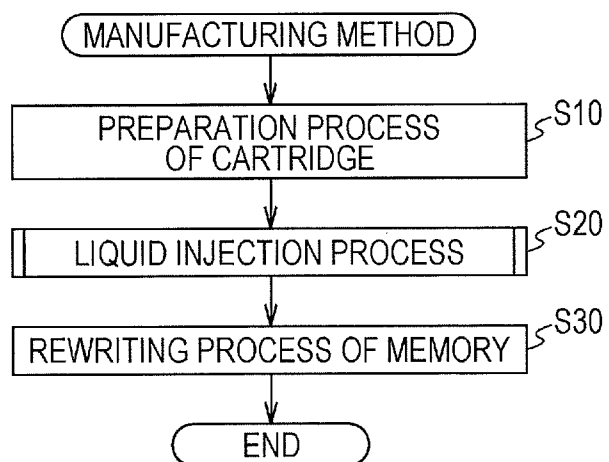 MANUFACTURING METHOD
PREPARATION PROCESS
OF CARTRIDGE
S10
LIQUID INJECTION PROCESS
S20
REWRITING PROCESS OF MEMORY
S30
END